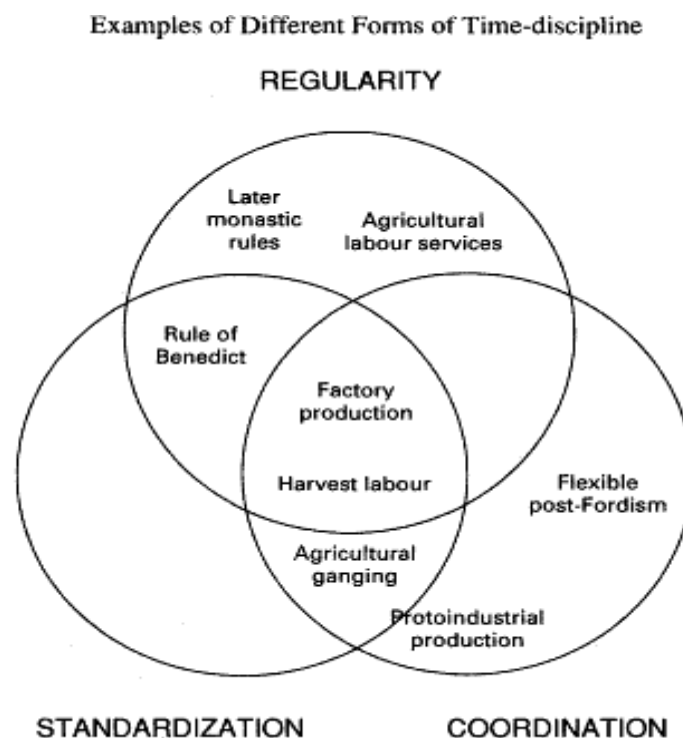 Examples of Different Forms of Time-discipline
REGULARITY
Later
monastic
rules
Agricultural
labour services
Rule of
Benedict
Factory
production
Harvest labour
Flexible
post-Fordism
Agricultural
ganging
Protoindustrial
production
STANDARDIZATION
COORDINATION